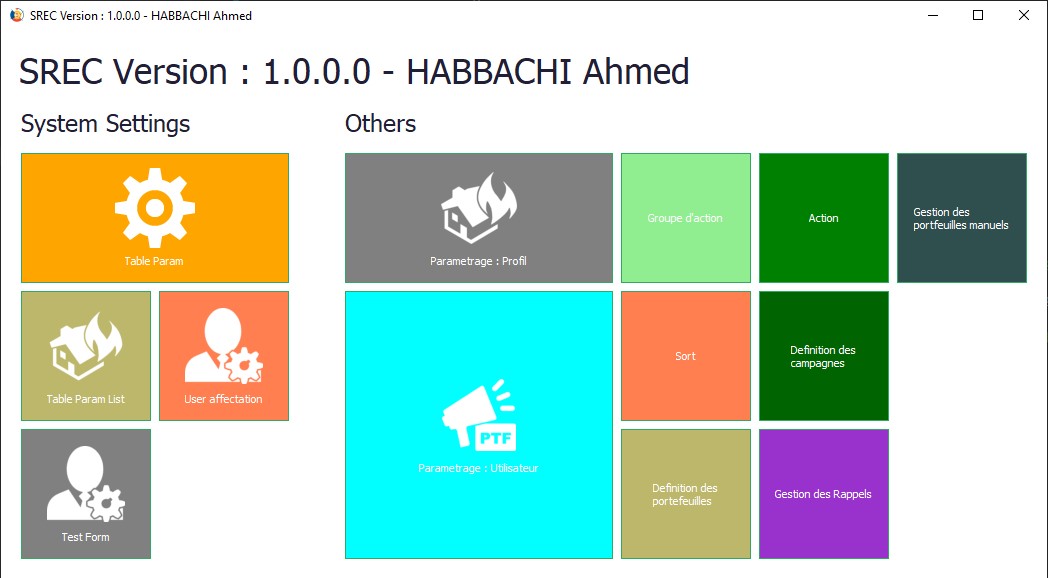 SREC Version : 1.0.0.0 - HABBACHI Ahmed
SREC Version : 1.0.0.0 - HABBACHI Ahmed
System Settings
Table Param
Table Param List
User affectation
Test Form
Others
Parametrage : Profil
Groupe d'action
Action
Gestion des
portfeuilles manuels
PTF
Parametrage : Utilisateur
Sort
Definition des
campagnes
Definition des
portefeuilles
Gestion des Rappels